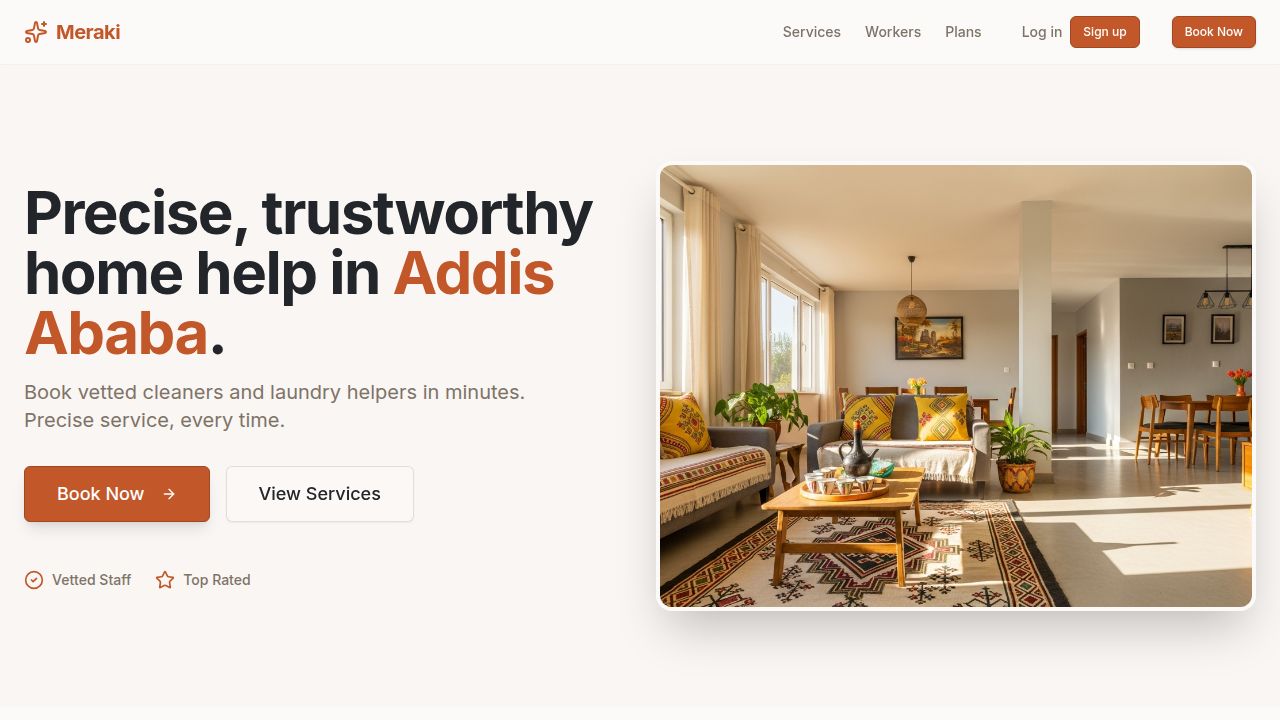 Meraki
Services
Workers
Plans
Log in
Sign up
Book Now
Precise, trustworthy
home help in Addis
Ababa.
Book vetted cleaners and laundry helpers in minutes.
Precise service, every time.
Book Now
View Services
Vetted Staff
Top Rated